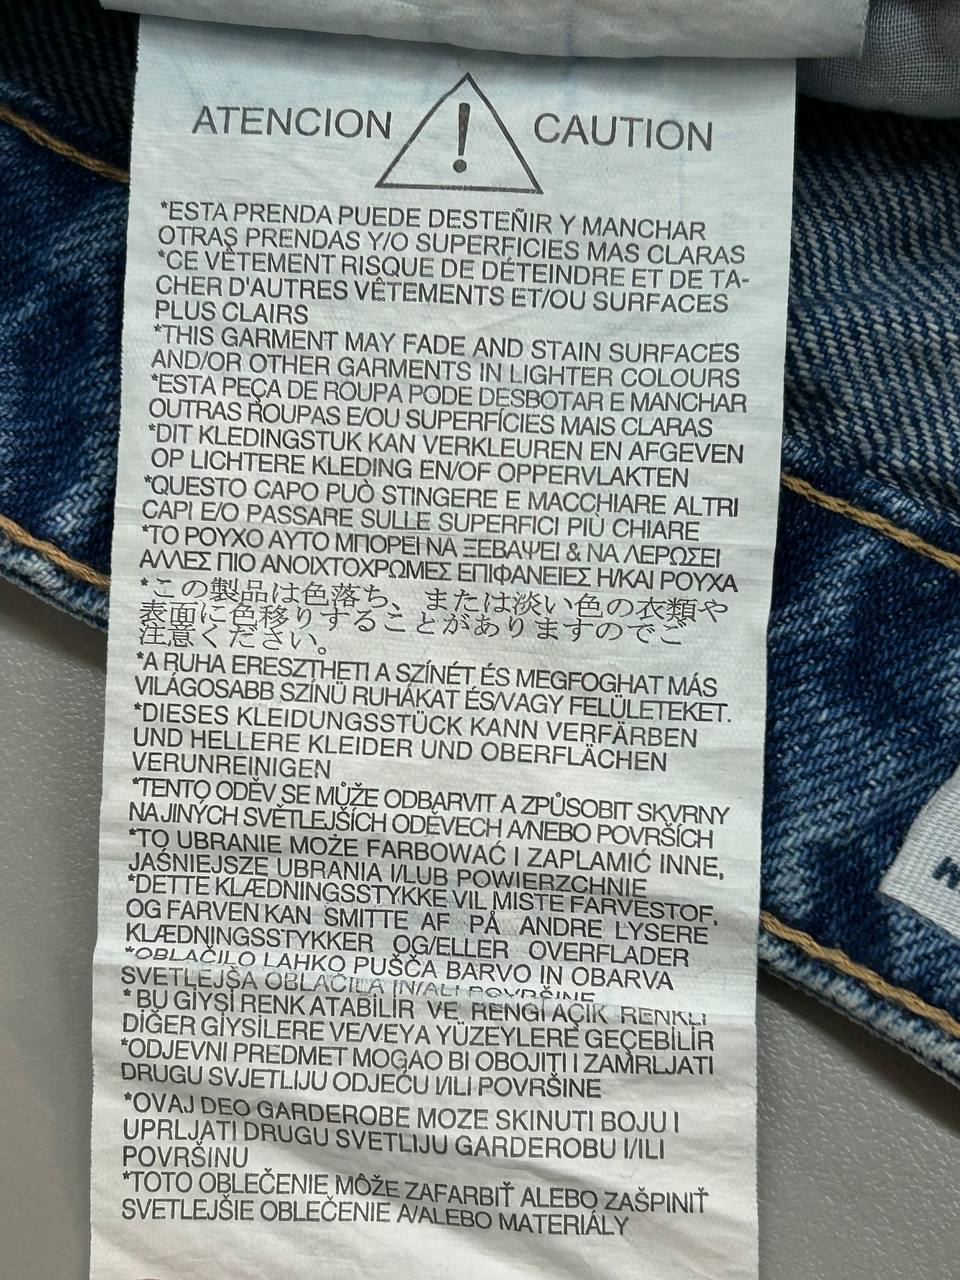 ATENCION ! CAUTION
*ESTA PRENDA PUEDE DESTEÑIR Y MANCHAR
OTRAS PRENDAS Y/O SUPERFICIES MAS CLARAS
*CE VÊTEMENT RISQUE DE DÉTEINDRE ET DE TA-
CHER D'AUTRES VÊTEMENTS ET/OU SURFACES
PLUS CLAIRS
*THIS GARMENT MAY FADE AND STAIN SURFACES
AND/OR OTHER GARMENTS IN LIGHTER COLOURS
*ESTA PEÇA DE ROUPA PODE DESBOTAR E MANCHAR
OUTRAS ROUPAS E/OU SUPERFÍCIES MAIS CLARAS
*DIT KLEDINGSTUK KAN VERKLEUREN EN AFGEVEN
OP LICHTERE KLEDING EN/OF OPPERVLAKTEN
*QUESTO CAPO PUÒ STINGERE E MACCHIARE ALTRI
CAPI E/O PASSARE SULLE SUPERFICI PIÙ CHIARE
*ΤΟ ΡΟΥΧΟ ΑΥΤΟ ΜΠΟΡΕΙ ΝΑ ΞΕΒΑΨΕΙ & ΝΑ ΛΕΡΩΣΕΙ
ΑΛΛΕΣ ΠΙΟ ΑΝΟΙΧΤΟΧΡΩΜΕΣ ΕΠΙΦΑΝΕΙΕΣ Η/ΚΑΙ ΡΟΥΧΑ
*この製品は色落ち、または淡い色の衣類や
表面に色移りすることがありますのでご
注意ください。
*A RUHA ERESZTHETI A SZÍNÉT ÉS MEGFOGHAT MÁS
VILÁGOSABB SZÍNŰ RUHÁKAT ÉS/VAGY FELÜLETEKET.
*DIESES KLEIDUNGSSTÜCK KANN VERFÄRBEN
UND HELLERE KLEIDER UND OBERFLÄCHEN
VERUNREINIGEN
*TENTO ODĚV SE MŮŽE ODBARVIT A ZPŮSOBIT SKVRNY
NA JINÝCH SVĚTLEJŠÍCH ODĚVECH A/NEBO POVRŠÍCH
*TO UBRANIE MOŻE FARBOWAĆ I ZAPLAMIĆ INNE,
JAŚNIEJSZE UBRANIA I/LUB POWIERZCHNIE
*DETTE KLÆDNINGSSTYKKE VIL MISTE FARVESTOF,
OG FARVEN KAN SMITTE AF PÅ ANDRE LYSERE
KLÆDNINGSSTYKKER OG/ELLER OVERFLADER
*OBLAČILO LAHKO PUŠČA BARVO IN OBARVA
SVETLEJŠA OBLAČILA IN/ALI POVRŠINE
*BU GİYSİ RENK ATABİLİR VE RENGİ AÇIK RENKLİ
DİĞER GİYSİLERE VE/VEYA YÜZEYLERE GEÇEBİLİR
*ODJEVNI PREDMET MOGAO BI OBOJITI I ZAMRLJATI
DRUGU SVJETLIJU ODJEĆU I/ILI POVRŠINE
*OVAJ DEO GARDEROBE MOZE SKINUTI BOJU I
UPRLJATI DRUGU SVETLIJU GARDEROBU I/ILI
POVRŠINU
*TOTO OBLEČENIE MÔŽE ZAFARBIŤ ALEBO ZAŠPINIŤ
SVETLEJŠIE OBLEČENIE A/ALEBO MATERIÁLY